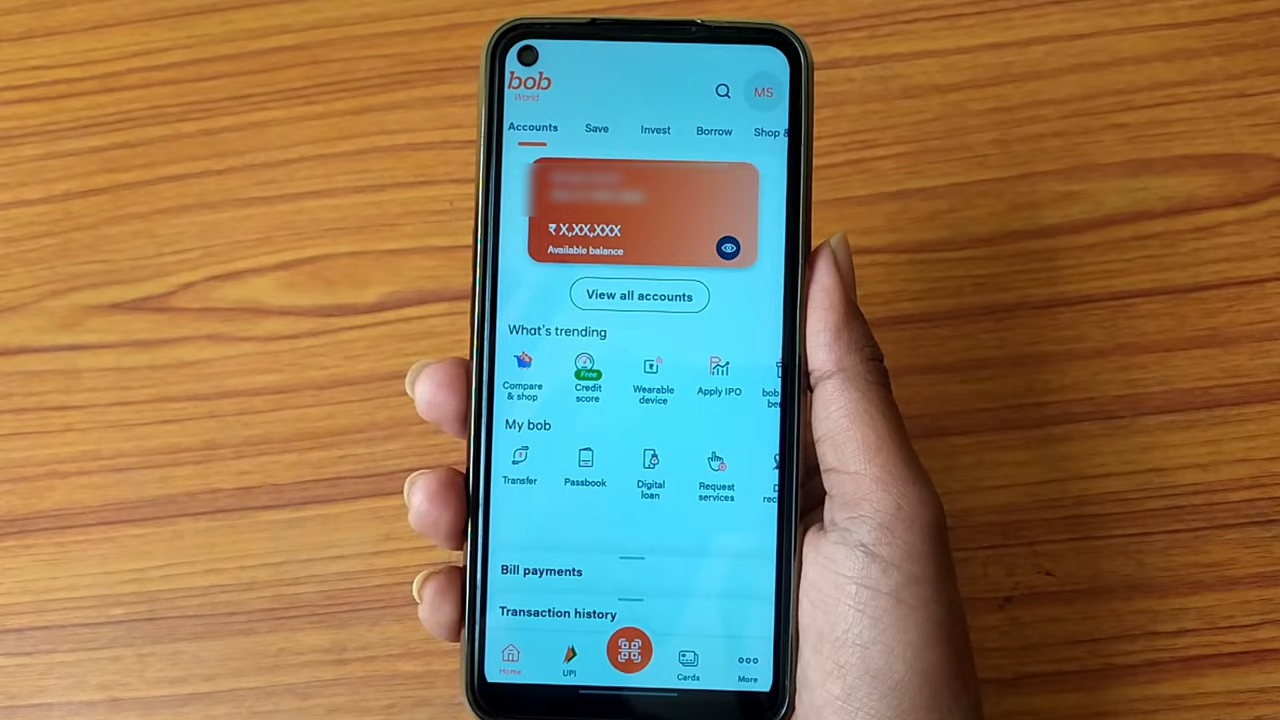 bob
World
MS
Accounts Save Invest Borrow Shop &
₹ X,XX,XXX
Available balance
View all accounts
What's trending
Compare
& shop
Free
Credit
score
Wearable
device
Apply IPO
bob
My bob
Transfer
Passbook
Digital
loan
Request
services
Bill payments
Transaction history
Home
UPI
Cards
More